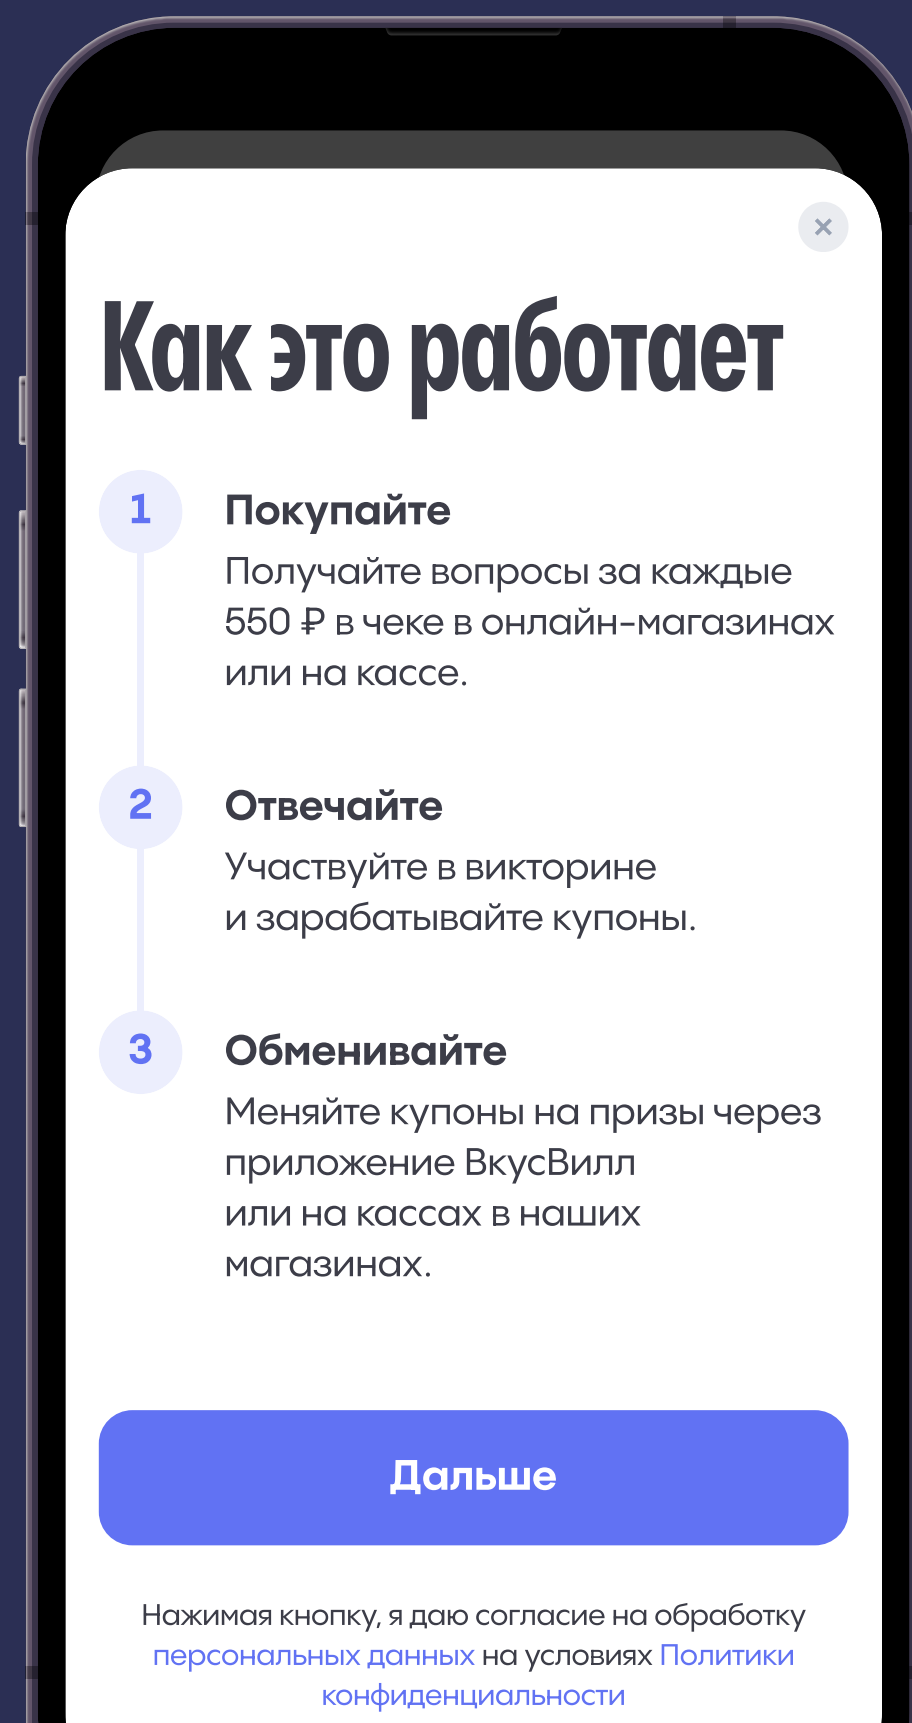 Как это работает
1
Покупайте
Получайте вопросы за каждые
550 ₽ в чеке в онлайн-магазинах
или на кассе.
2
Отвечайте
Участвуйте в викторине
и зарабатывайте купоны.
3
Обменивайте
Меняйте купоны на призы через
приложение ВкусВилл
или на кассах в наших
магазинах.
Дальше
Нажимая кнопку, я даю согласие на обработку
персональных данных на условиях Политики
конфиденциальности